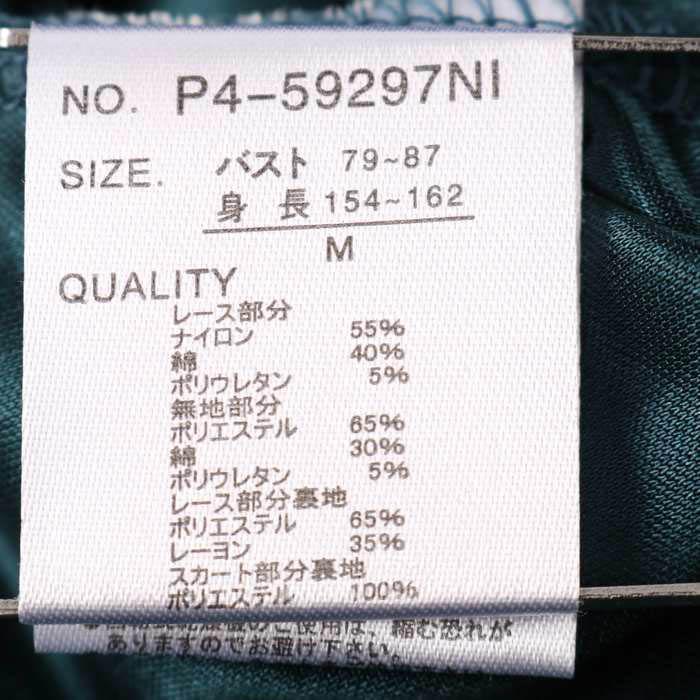 NO. P4-59297NI
SIZE. バスト 79~87
身 長 154~162
M
QUALITY
レース部分
ナイロン 55%
綿 40%
ポリウレタン 5%
無地部分
ポリエステル 65%
綿 30%
ポリウレタン 5%
レース部分裏地
ポリエステル 65%
レーヨン 35%
スカート部分裏地
ポリエステル 100%
のご使用は、縮む恐れが
ありますのでお避け下さい。